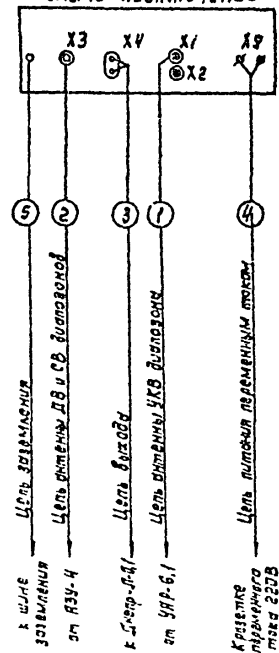 X3
X4
X1
X2
X9
5
2
3
1
4
Цепь заземления
Цепь антенны ДВ и СВ диапазонов
Цепь выхода
Цепь антенны УКВ диапазона
Цепь питания переменным током
к шине
заземления
от АЗУ-4
к Днепр-П-41
от УАР-6.1
К розетке
переменного
тока 220В